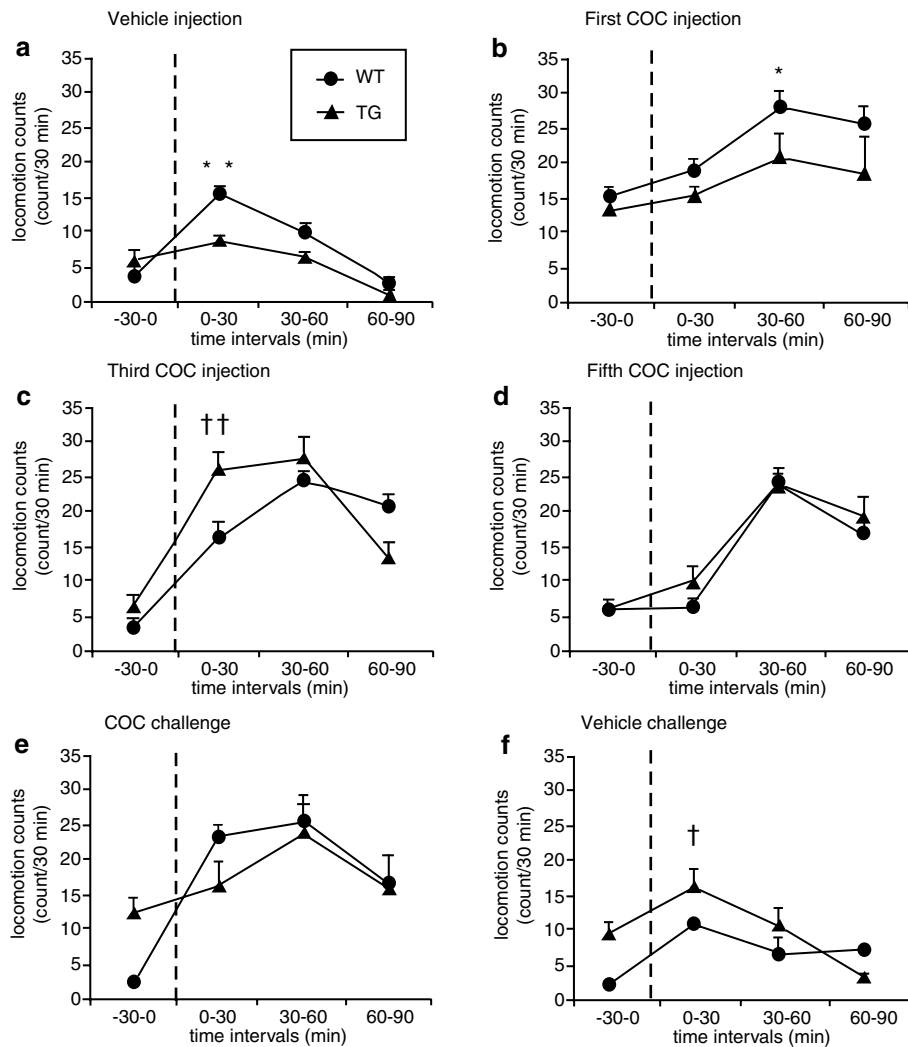 Vehicle injection
a
35
30
25
20
15
10
5
0
locomotion counts
(count/30 min)
WT
TG
* *
-30-0 0-30 30-60 60-90
time intervals (min)
First COC injection
b
35
30
25
20
15
10
5
0
locomotion counts
(count/30 min)
*
-30-0 0-30 30-60 60-90
time intervals (min)
Third COC injection
c
35
30
25
20
15
10
5
0
locomotion counts
(count/30 min)
††
-30-0 0-30 30-60 60-90
time intervals (min)
Fifth COC injection
d
35
30
25
20
15
10
5
0
locomotion counts
(count/30 min)
-30-0 0-30 30-60 60-90
time intervals (min)
COC challenge
e
35
30
25
20
15
10
5
0
locomotion counts
(count/30 min)
-30-0 0-30 30-60 60-90
time intervals (min)
Vehicle challenge
f
35
30
25
20
15
10
5
0
locomotion counts
(count/30 min)
†
-30-0 0-30 30-60 60-90
time intervals (min)